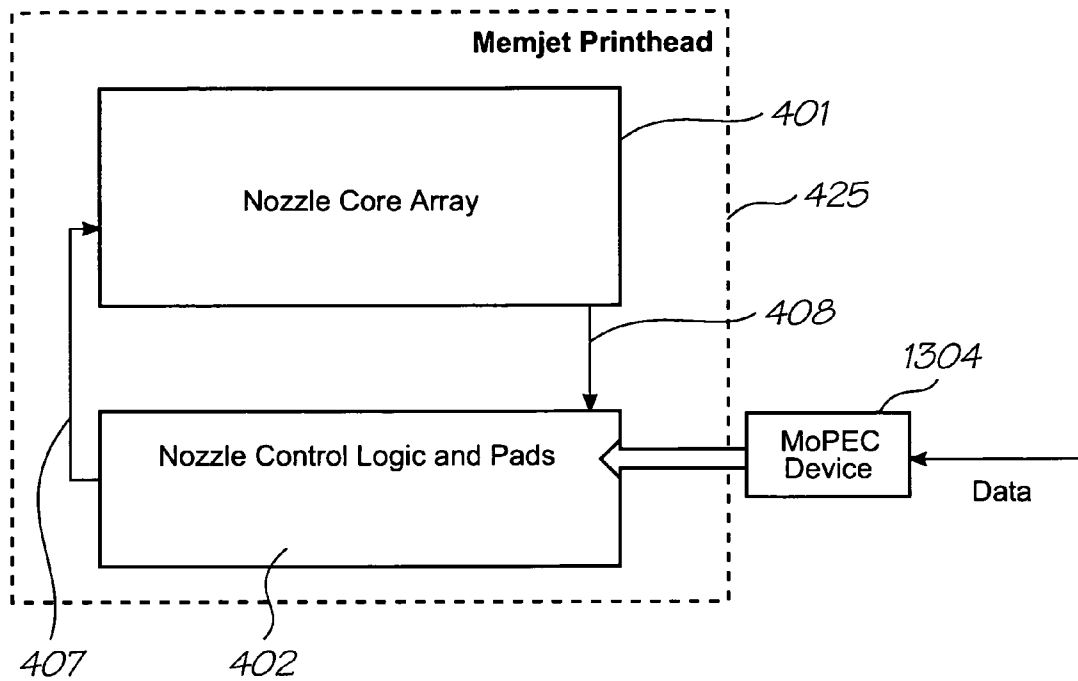 Memjet Printhead
401
Nozzle Core Array
425
408
1304
Nozzle Control Logic and Pads
MoPEC
Device
Data
407
402